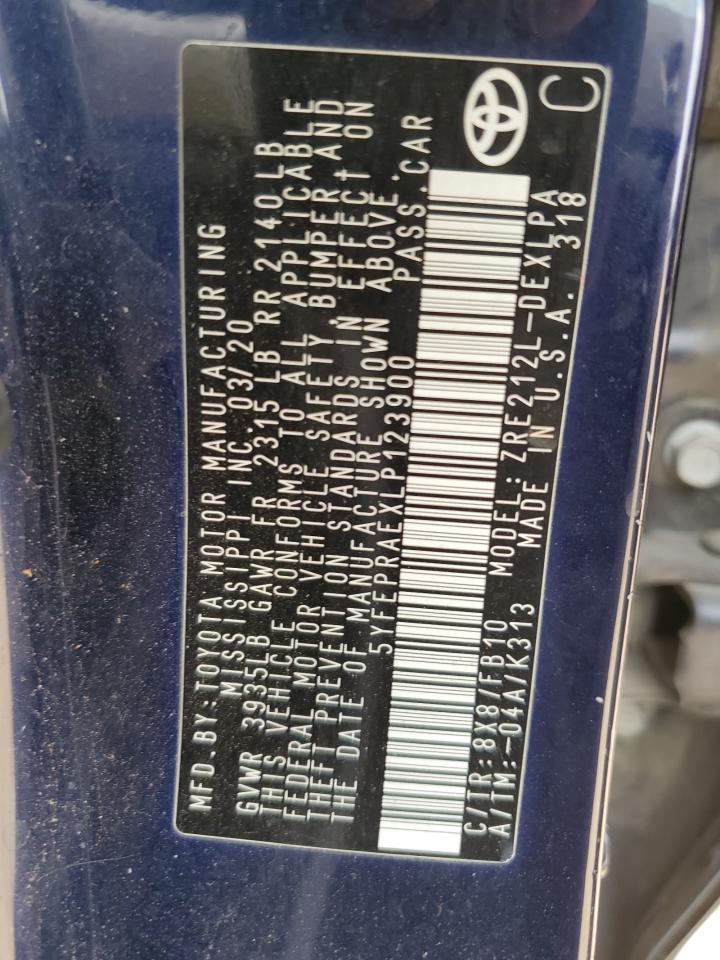 MFD.BY:TOYOTA MOTOR MANUFACTURING
MISSISSIPPI INC. 03/20
GVWR 3935LB GAWR FR 2315 LB RR 2140 LB
THIS VEHICLE CONFORMS TO ALL APPLICABLE
FEDERAL MOTOR VEHICLE SAFETY BUMPER AND
THEFT PREVENTION STANDARDS IN EFFECT ON
THE DATE OF MANUFACTURE SHOWN ABOVE.
5YFEPRAEXLP123900 PASS.CAR
C/TR:8X8/FB10 MODEL:ZRE212L-DEXLPA
A/TM:-04A/K313 MADE IN U.S.A. 318
C